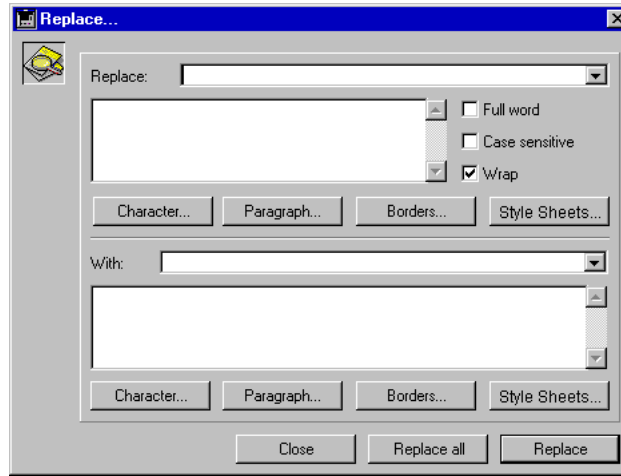 Replace...
Replace:
Full word
Case sensitive
Wrap
Character... Paragraph... Borders... Style Sheets...
With:
Character... Paragraph... Borders... Style Sheets...
Close Replace all Replace